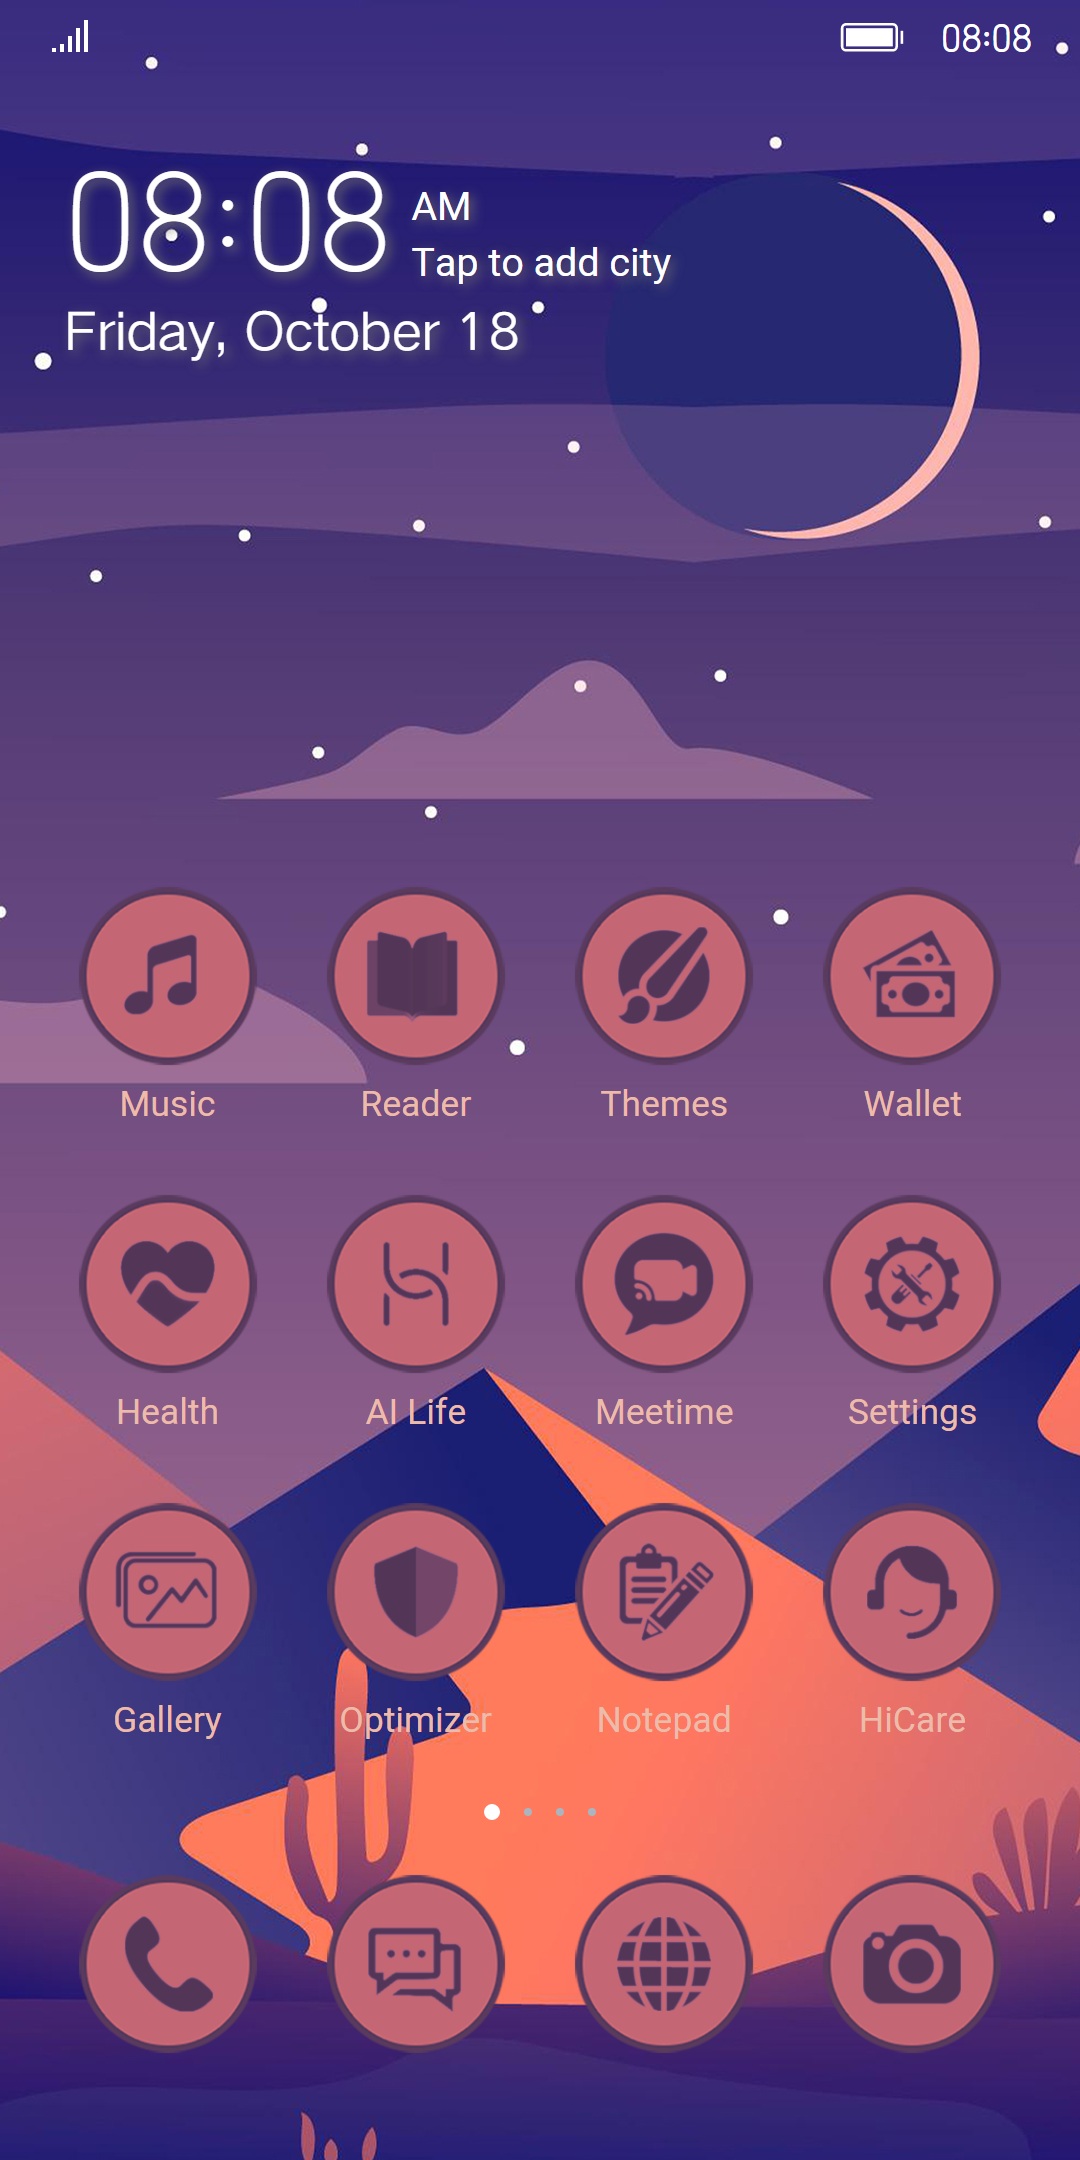 08:08
08:08 AM
Tap to add city
Friday, October 18
Music Reader Themes Wallet
Health AI Life Meetime Settings
Gallery Optimizer Notepad HiCare